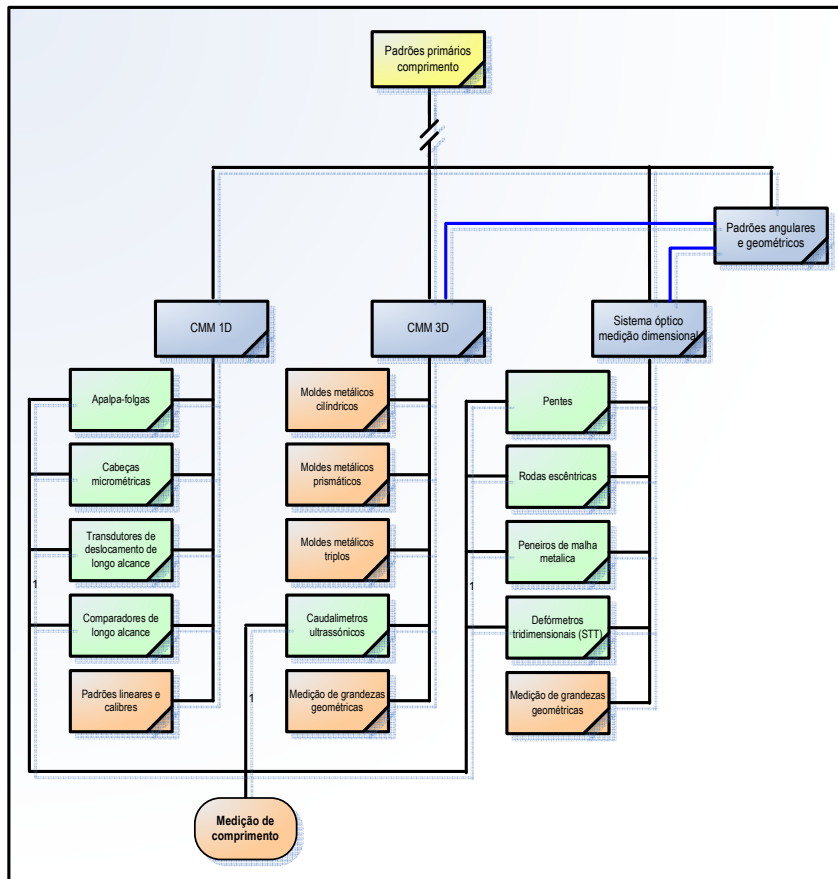 Padrões primários
comprimento
Padrões angulares
e geométricos
CMM 1D
CMM 3D
Sistema óptico
medição dimensional
Apalpa-folgas
Cabeças
micrométricas
Transdutores de
deslocamento de
longo alcance
1
Comparadores de
longo alcance
Padrões lineares e
calibres
Moldes metálicos
cilíndricos
Moldes metálicos
prismáticos
Moldes metálicos
triplos
Caudalimetros
ultrassónicos
1
Medição de grandezas
geométricas
Pentes
Rodas escêntricas
Peneiros de malha
metalica
1
Defórmetros
tridimensionais (STT)
Medição de grandezas
geométricas
Medição de
comprimento